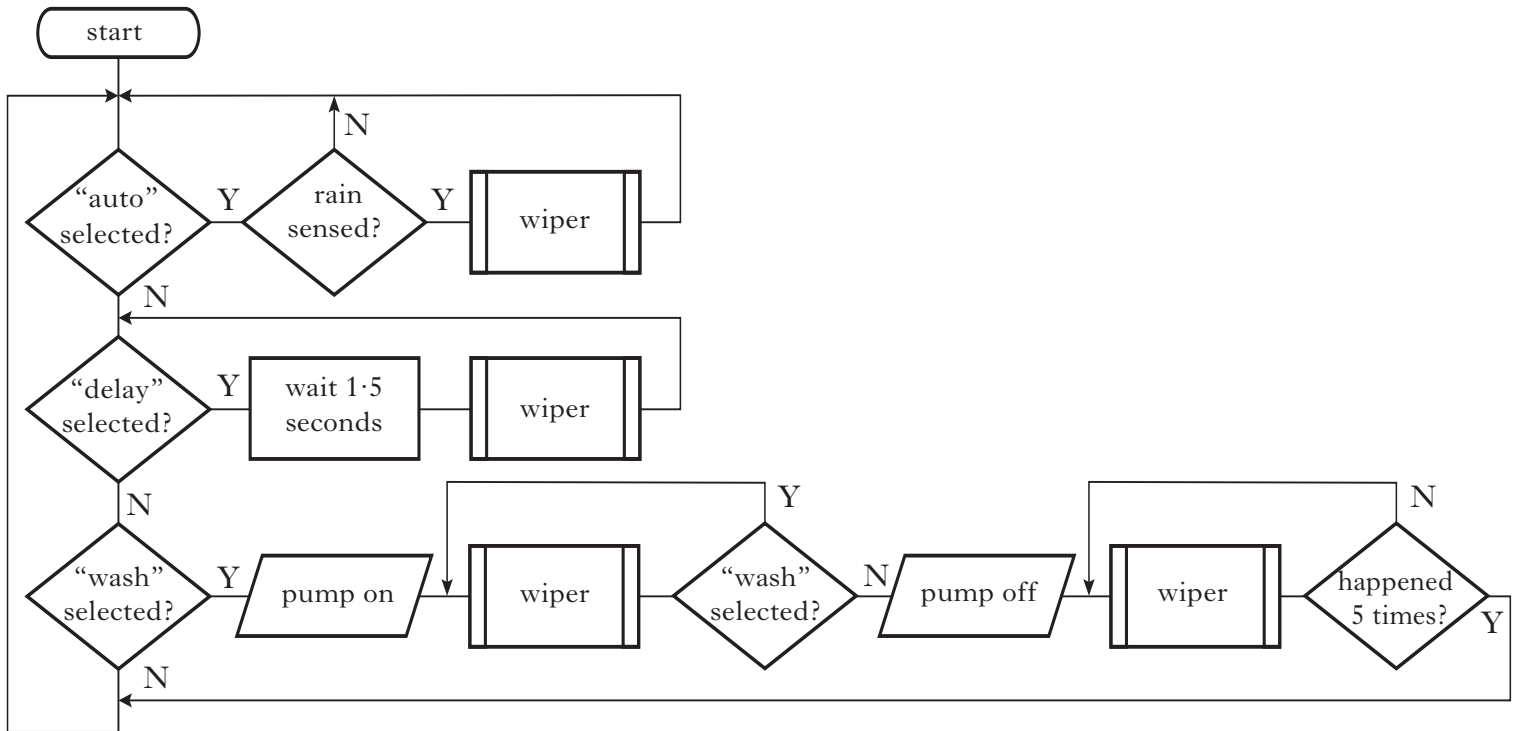 start
N
“auto”
selected?
Y
rain
sensed?
Y
wiper
N
“delay”
selected?
Y
wait 1·5
seconds
wiper
N
Y
N
“wash”
selected?
Y
pump on
wiper
“wash”
selected?
N
pump off
wiper
happened
5 times?
Y
N